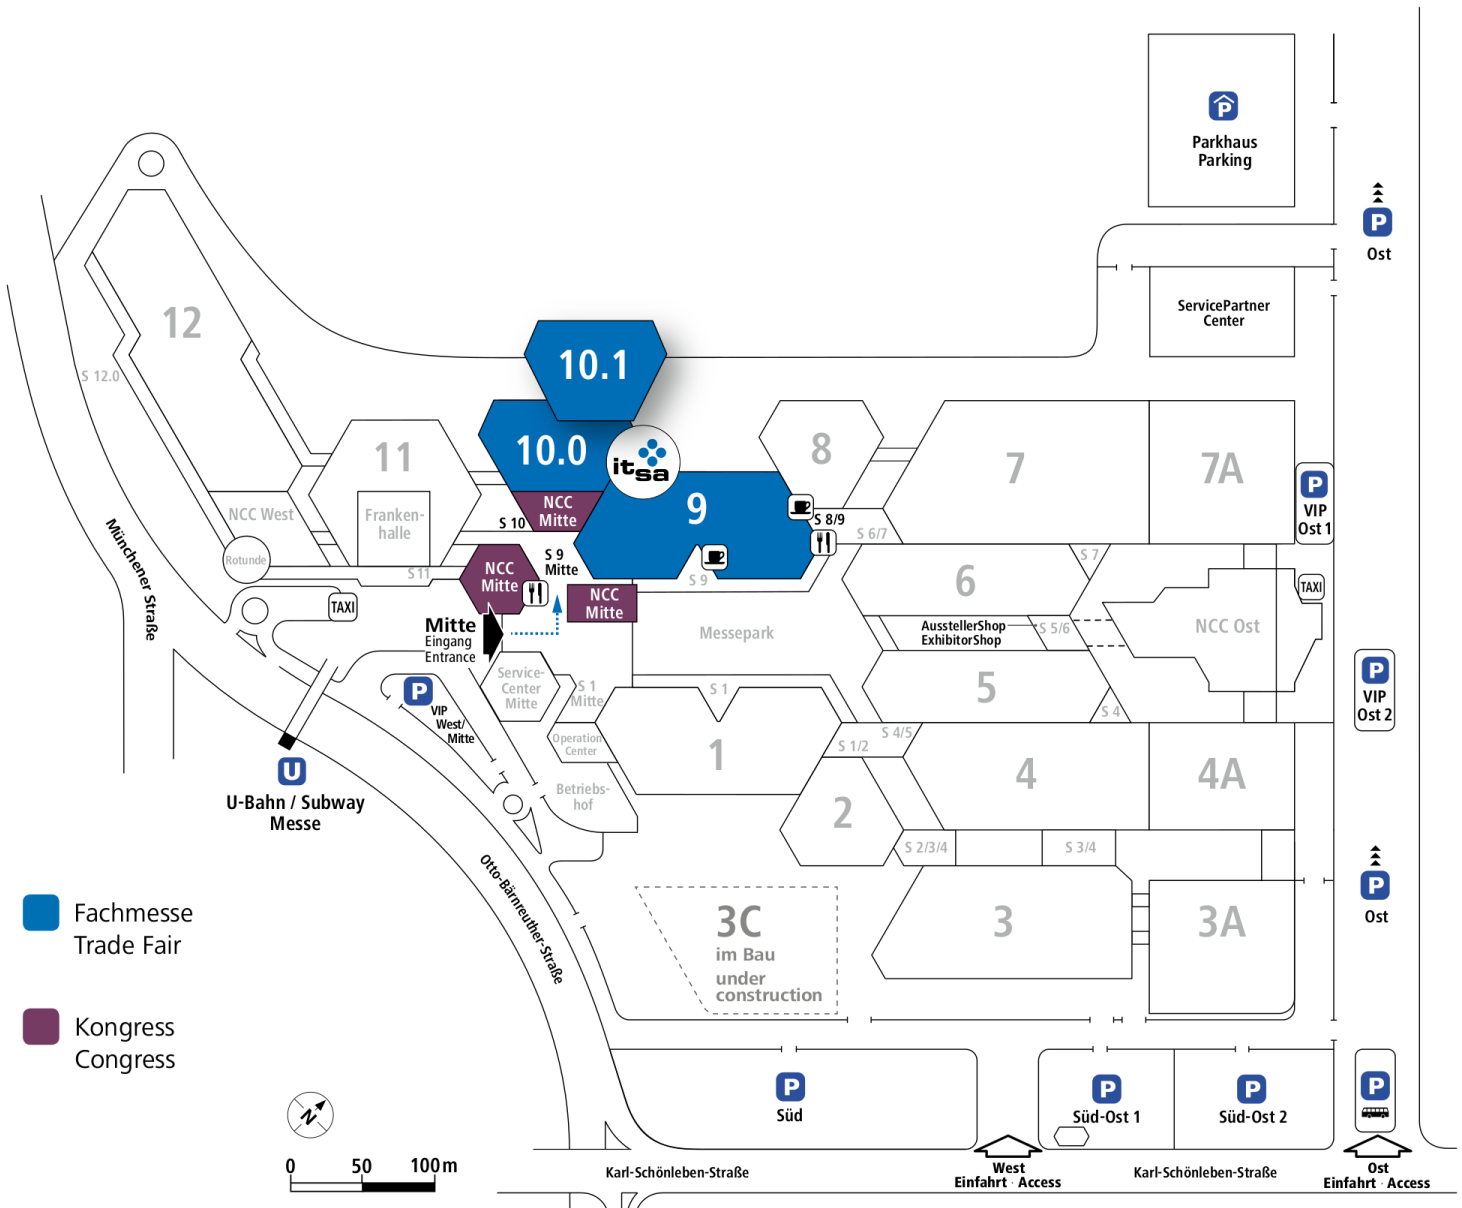 P
Parkhaus
Parking
P
Ost
ServicePartner
Center
12
S 12.0
10.1
10.0
itsa
11
8
7
7A
P
VIP
Ost 1
NCC West
Franken-
halle
NCC
Mitte
S 10
9
S 8/9
S 6/7
Rotunde
S 11
NCC
Mitte
S 9
Mitte
S 9
6
S 7
TAXI
TAXI
NCC
Mitte
Mitte
Eingang
Entrance
Messepark
AusstellerShop
ExhibitorShop
S 5/6
NCC Ost
Münchener Straße
Service-
Center
Mitte
S 1
Mitte
S 1
5
S 4
P
VIP
Ost 2
P
VIP
West/
Mitte
Operation
Center
1
S 1/2
S 4/5
4
4A
U
U-Bahn / Subway
Messe
Betriebs-
hof
2
S 2/3/4
S 3/4
P
Ost
Otto-Bärnreuther-Straße
3C
im Bau
under
construction
3
3A
Fachmesse
Trade Fair
Kongress
Congress
N
0 50 100 m
P
Süd
P
Süd-Ost 1
P
Süd-Ost 2
P
Karl-Schönleben-Straße
West
Einfahrt · Access
Karl-Schönleben-Straße
Ost
Einfahrt · Access